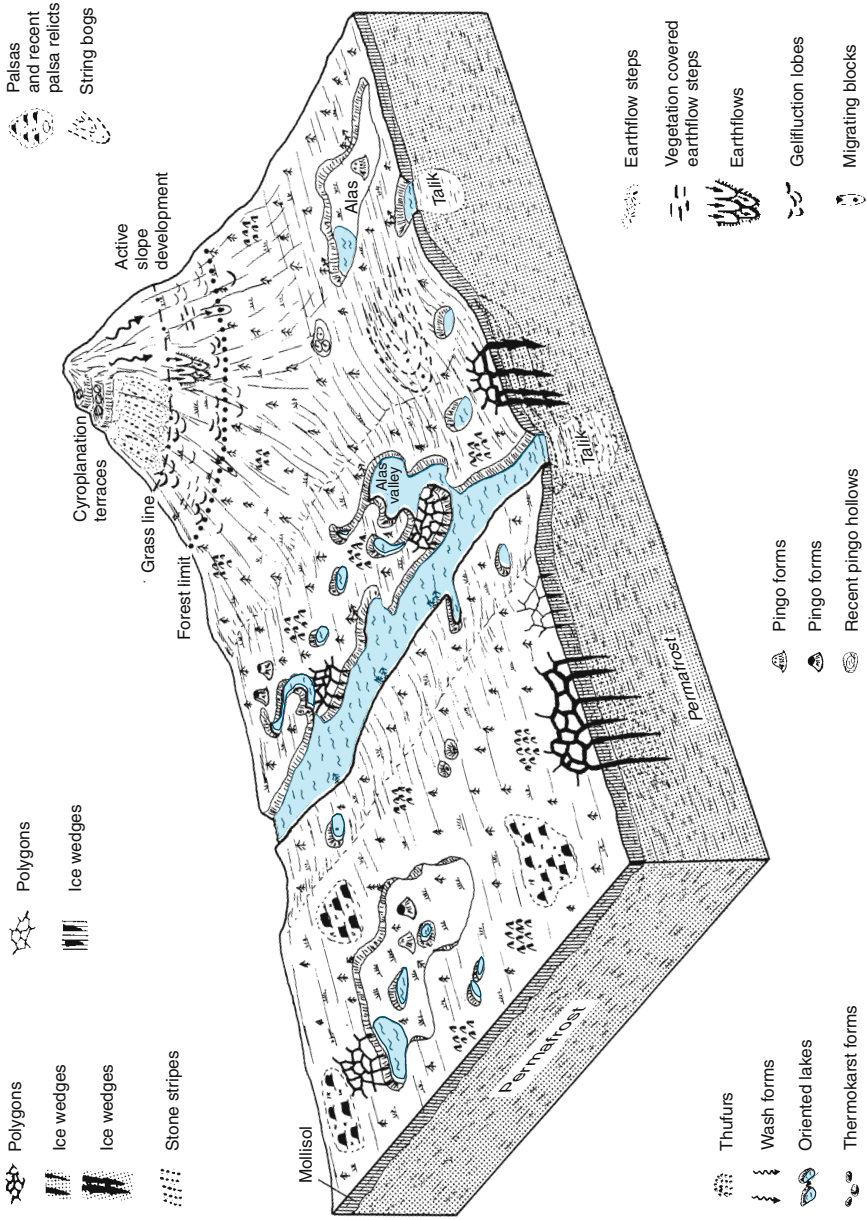 Palsas
and recent
palsa relicts
String bogs
Polygons
Ice wedges
Polygons
Ice wedges
Ice wedges
Stone stripes
Active
slope
development
Cyroplanation
terraces
Grass line
Forest limit
Alas
Talik
Alas
valley
Talik
Permafrost
Permafrost
Mollisol
Earthflow steps
Vegetation covered
earthflow steps
Earthflows
Gelifluction lobes
Migrating blocks
Pingo forms
Pingo forms
Recent pingo hollows
Thufurs
Wash forms
Oriented lakes
Thermokarst forms